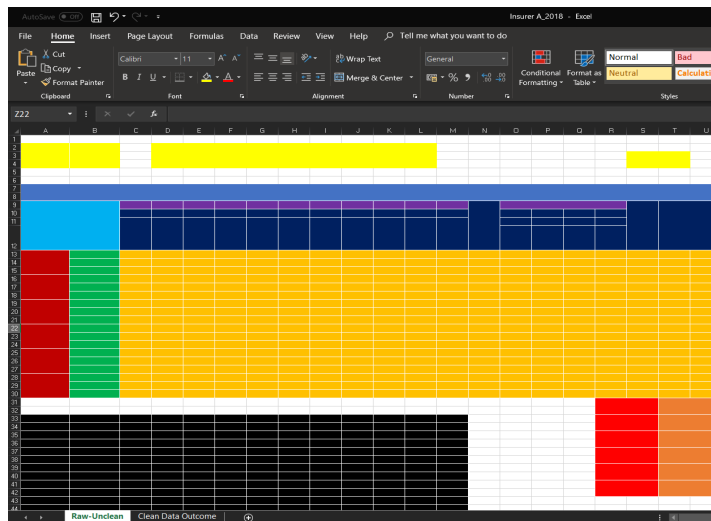 AutoSave Off Insurer A_2018 - Excel
File Home Insert Page Layout Formulas Data Review View Help Tell me what you want to do
Cut
Copy
Format Painter
Paste
Clipboard
Calibri 11
B I U A
Font
Wrap Text
Merge & Center
Alignment
General
% 9
Number
Conditional Formatting
Format as Table
Normal Bad
Neutral Calculati
Styles
Z22 fx
A B C D E F G H I J K L M N O P Q R S T U
1
2
3
4
5
6
7
8
9
10
11
12
13
14
15
16
17
18
19
20
21
22
23
24
25
26
27
28
29
30
31
32
33
34
35
36
37
38
39
40
41
42
43
44
Raw-Unclean Clean Data Outcome